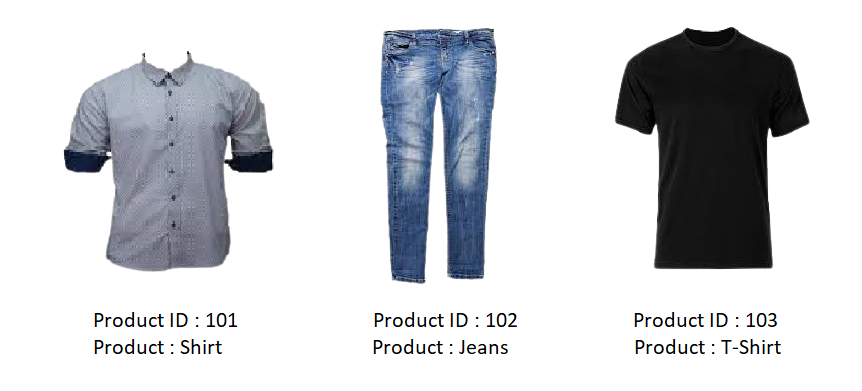 Product ID : 101
Product : Shirt
Product ID : 102
Product : Jeans
Product ID : 103
Product : T-Shirt